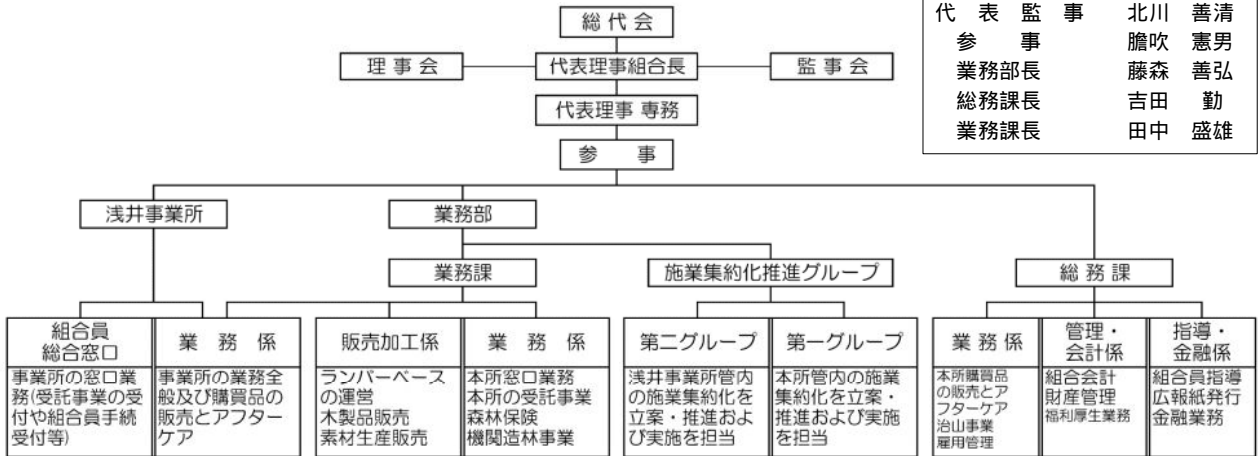 代表監事 北川 善清
参事 膽吹 憲男
業務部長 藤森 善弘
総務課長 吉田 勤
業務課長 田中 盛雄
総代会
理事会
代表理事組合長
監事会
代表理事 専務
参 事
浅井事業所
業務部
業務課
施業集約化推進グループ
総務課
組合員
総合窓口
事業所の窓口業
務(受託事業の受
付や組合員手続
受付等)
業 務 係
事業所の業務全
般及び購買品の
販売とアフター
ケア
販売加工係
ランバーベース
の運営
木製品販売
素材生産販売
業 務 係
本所窓口業務
本所の受託事業
森林保険
機関造林事業
第二グループ
浅井事業所管内
の施業集約化を
立案・推進およ
び実施を担当
第一グループ
本所管内の施業
集約化を立案・
推進および実施
を担当
業 務 係
本所購買品
の販売とア
フターケア
治山事業
雇用管理
管理・
会計係
組合会計
財産管理
福利厚生業務
指導・
金融係
組合員指導
広報紙発行
金融業務